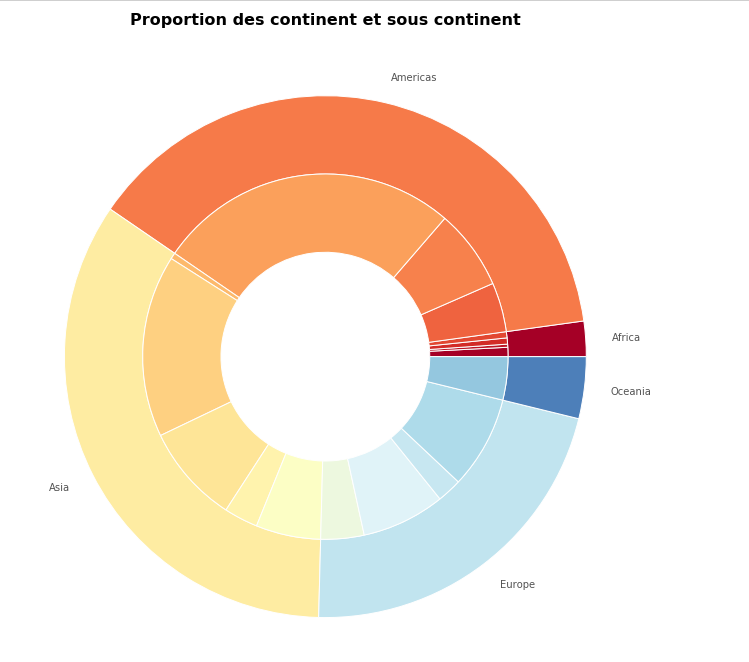 Proportion des continent et sous continent
Americas
Africa
Oceania
Asia
Europe